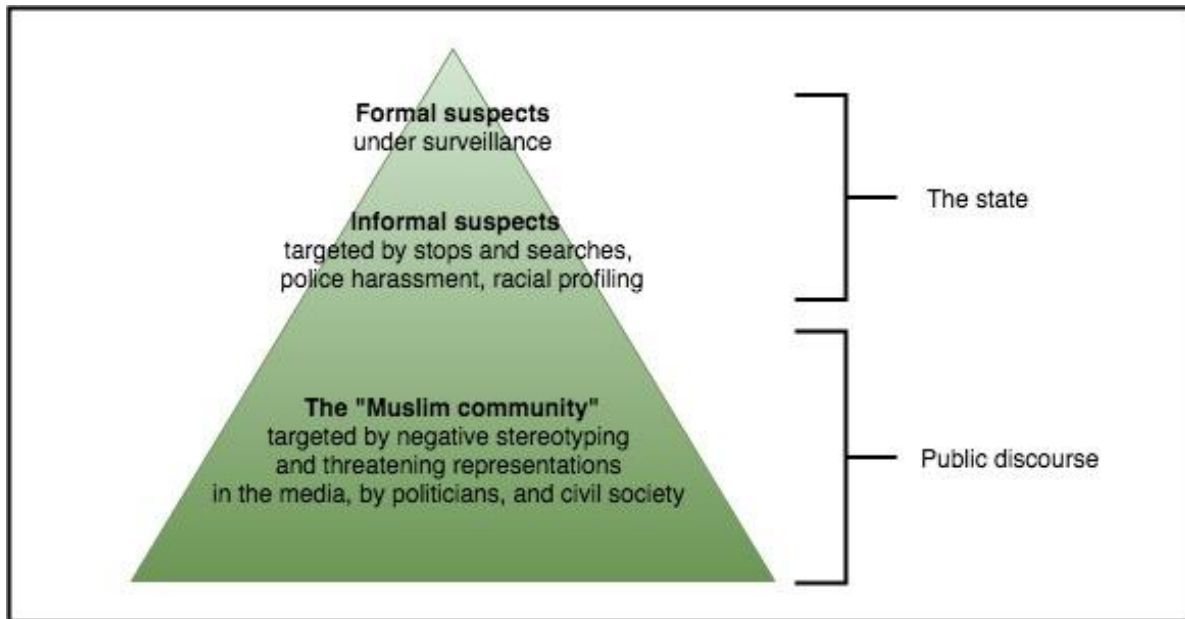 Formal suspects
under surveillance
Informal suspects
targeted by stops and searches,
police harassment, racial profiling
The state
The "Muslim community"
targeted by negative stereotyping
and threatening representations
in the media, by politicians, and civil society
Public discourse